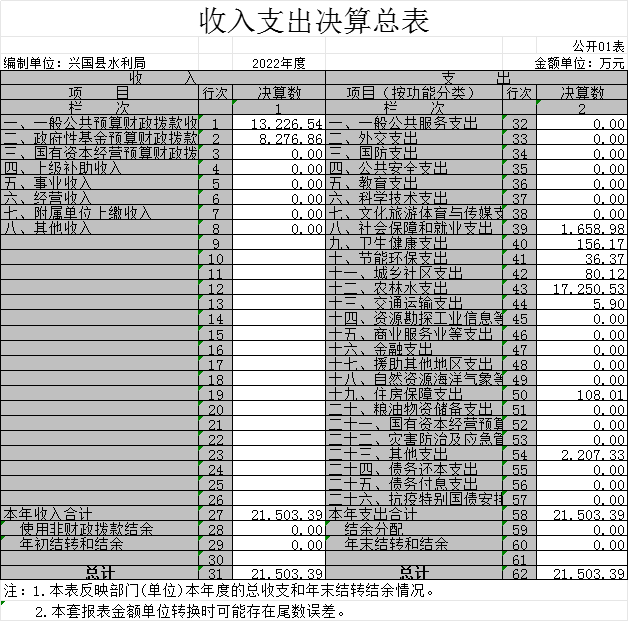 收入支出决算总表
公开01表
编制单位：兴国县水利局 2022年度 金额单位：万元
收 入 支 出
项 目 行次 决算数 项目（按功能分类） 行次 决算数
栏 次 1 栏 次 2
一、一般公共预算财政拨款收 1 13,226.54 一、一般公共服务支出 32 0.00
二、政府性基金预算财政拨款 2 8,276.86 二、外交支出 33 0.00
三、国有资本经营预算财政拨 3 0.00 三、国防支出 34 0.00
四、上级补助收入 4 0.00 四、公共安全支出 35 0.00
五、事业收入 5 0.00 五、教育支出 36 0.00
六、经营收入 6 0.00 六、科学技术支出 37 0.00
七、附属单位上缴收入 7 0.00 七、文化旅游体育与传媒支 38 0.00
八、其他收入 8 0.00 八、社会保障和就业支出 39 1,658.98
9 九、卫生健康支出 40 156.17
10 十、节能环保支出 41 36.37
11 十一、城乡社区支出 42 80.12
12 十二、农林水支出 43 17,250.53
13 十三、交通运输支出 44 5.90
14 十四、资源勘探工业信息等 45 0.00
15 十五、商业服务业等支出 46 0.00
16 十六、金融支出 47 0.00
17 十七、援助其他地区支出 48 0.00
18 十八、自然资源海洋气象等 49 0.00
19 十九、住房保障支出 50 108.01
20 二十、粮油物资储备支出 51 0.00
21 二十一、国有资本经营预算 52 0.00
22 二十二、灾害防治及应急管 53 0.00
23 二十三、其他支出 54 2,207.33
24 二十四、债务还本支出 55 0.00
25 二十五、债务付息支出 56 0.00
26 二十六、抗疫特别国债安排 57 0.00
本年收入合计 27 21,503.39 本年支出合计 58 21,503.39
使用非财政拨款结余 28 0.00 结余分配 59 0.00
年初结转和结余 29 0.00 年末结转和结余 60 0.00
30 61
总计 31 21,503.39 总计 62 21,503.39
注：1.本表反映部门(单位)本年度的总收支和年末结转结余情况。
2.本套报表金额单位转换时可能存在尾数误差。